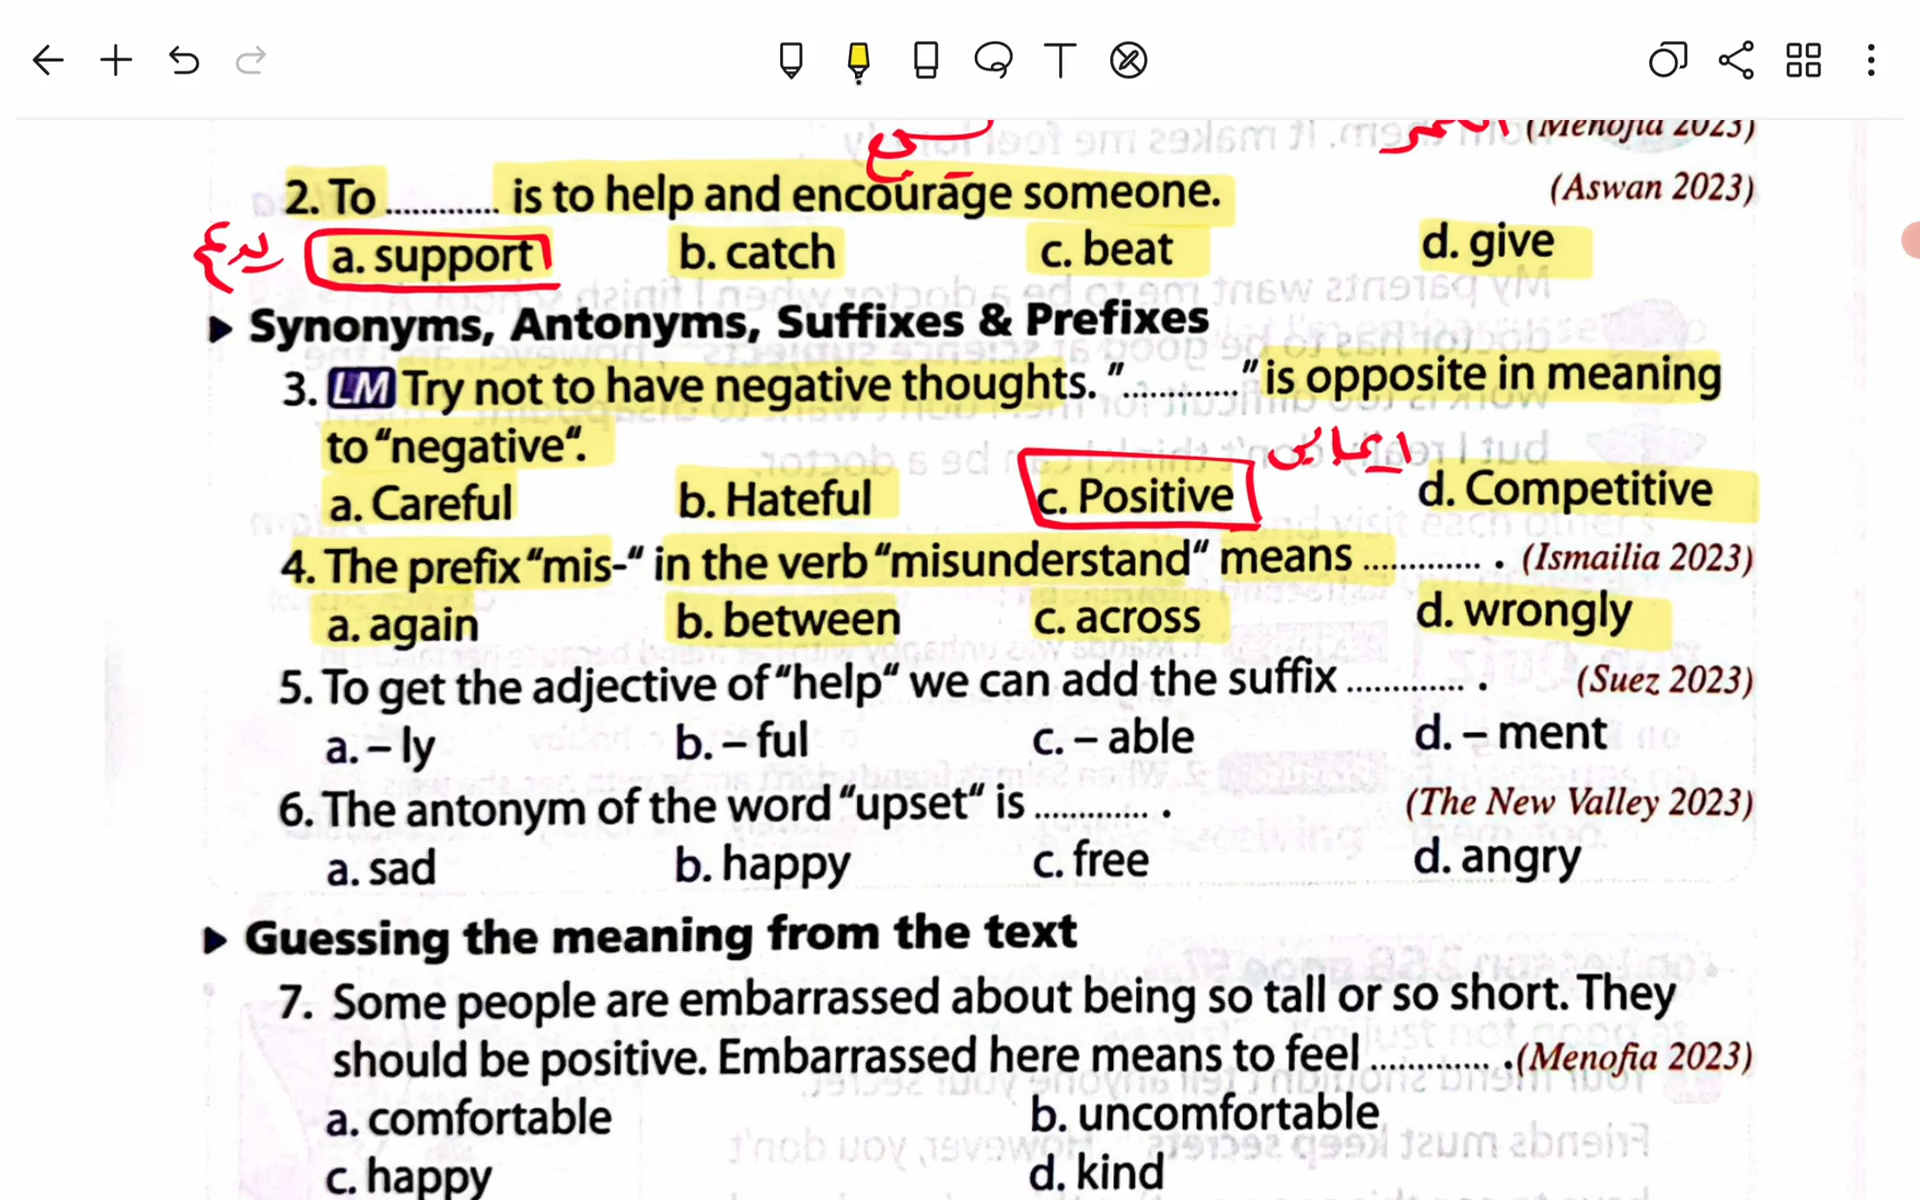 (Menofia 2023)
2. To ............. is to help and encourage someone. (Aswan 2023)
a. support b. catch c. beat d. give
Synonyms, Antonyms, Suffixes & Prefixes
3. LM Try not to have negative thoughts. "............." is opposite in meaning
to "negative".
ايجابي
a. Careful b. Hateful c. Positive d. Competitive
4. The prefix "mis-" in the verb "misunderstand" means ............. . (Ismailia 2023)
a. again b. between c. across d. wrongly
5. To get the adjective of "help" we can add the suffix ............. . (Suez 2023)
a. – ly b. – ful c. – able d. – ment
6. The antonym of the word "upset" is ............. . (The New Valley 2023)
a. sad b. happy c. free d. angry
Guessing the meaning from the text
7. Some people are embarrassed about being so tall or so short. They
should be positive. Embarrassed here means to feel ............. . (Menofia 2023)
a. comfortable b. uncomfortable
c. happy d. kind